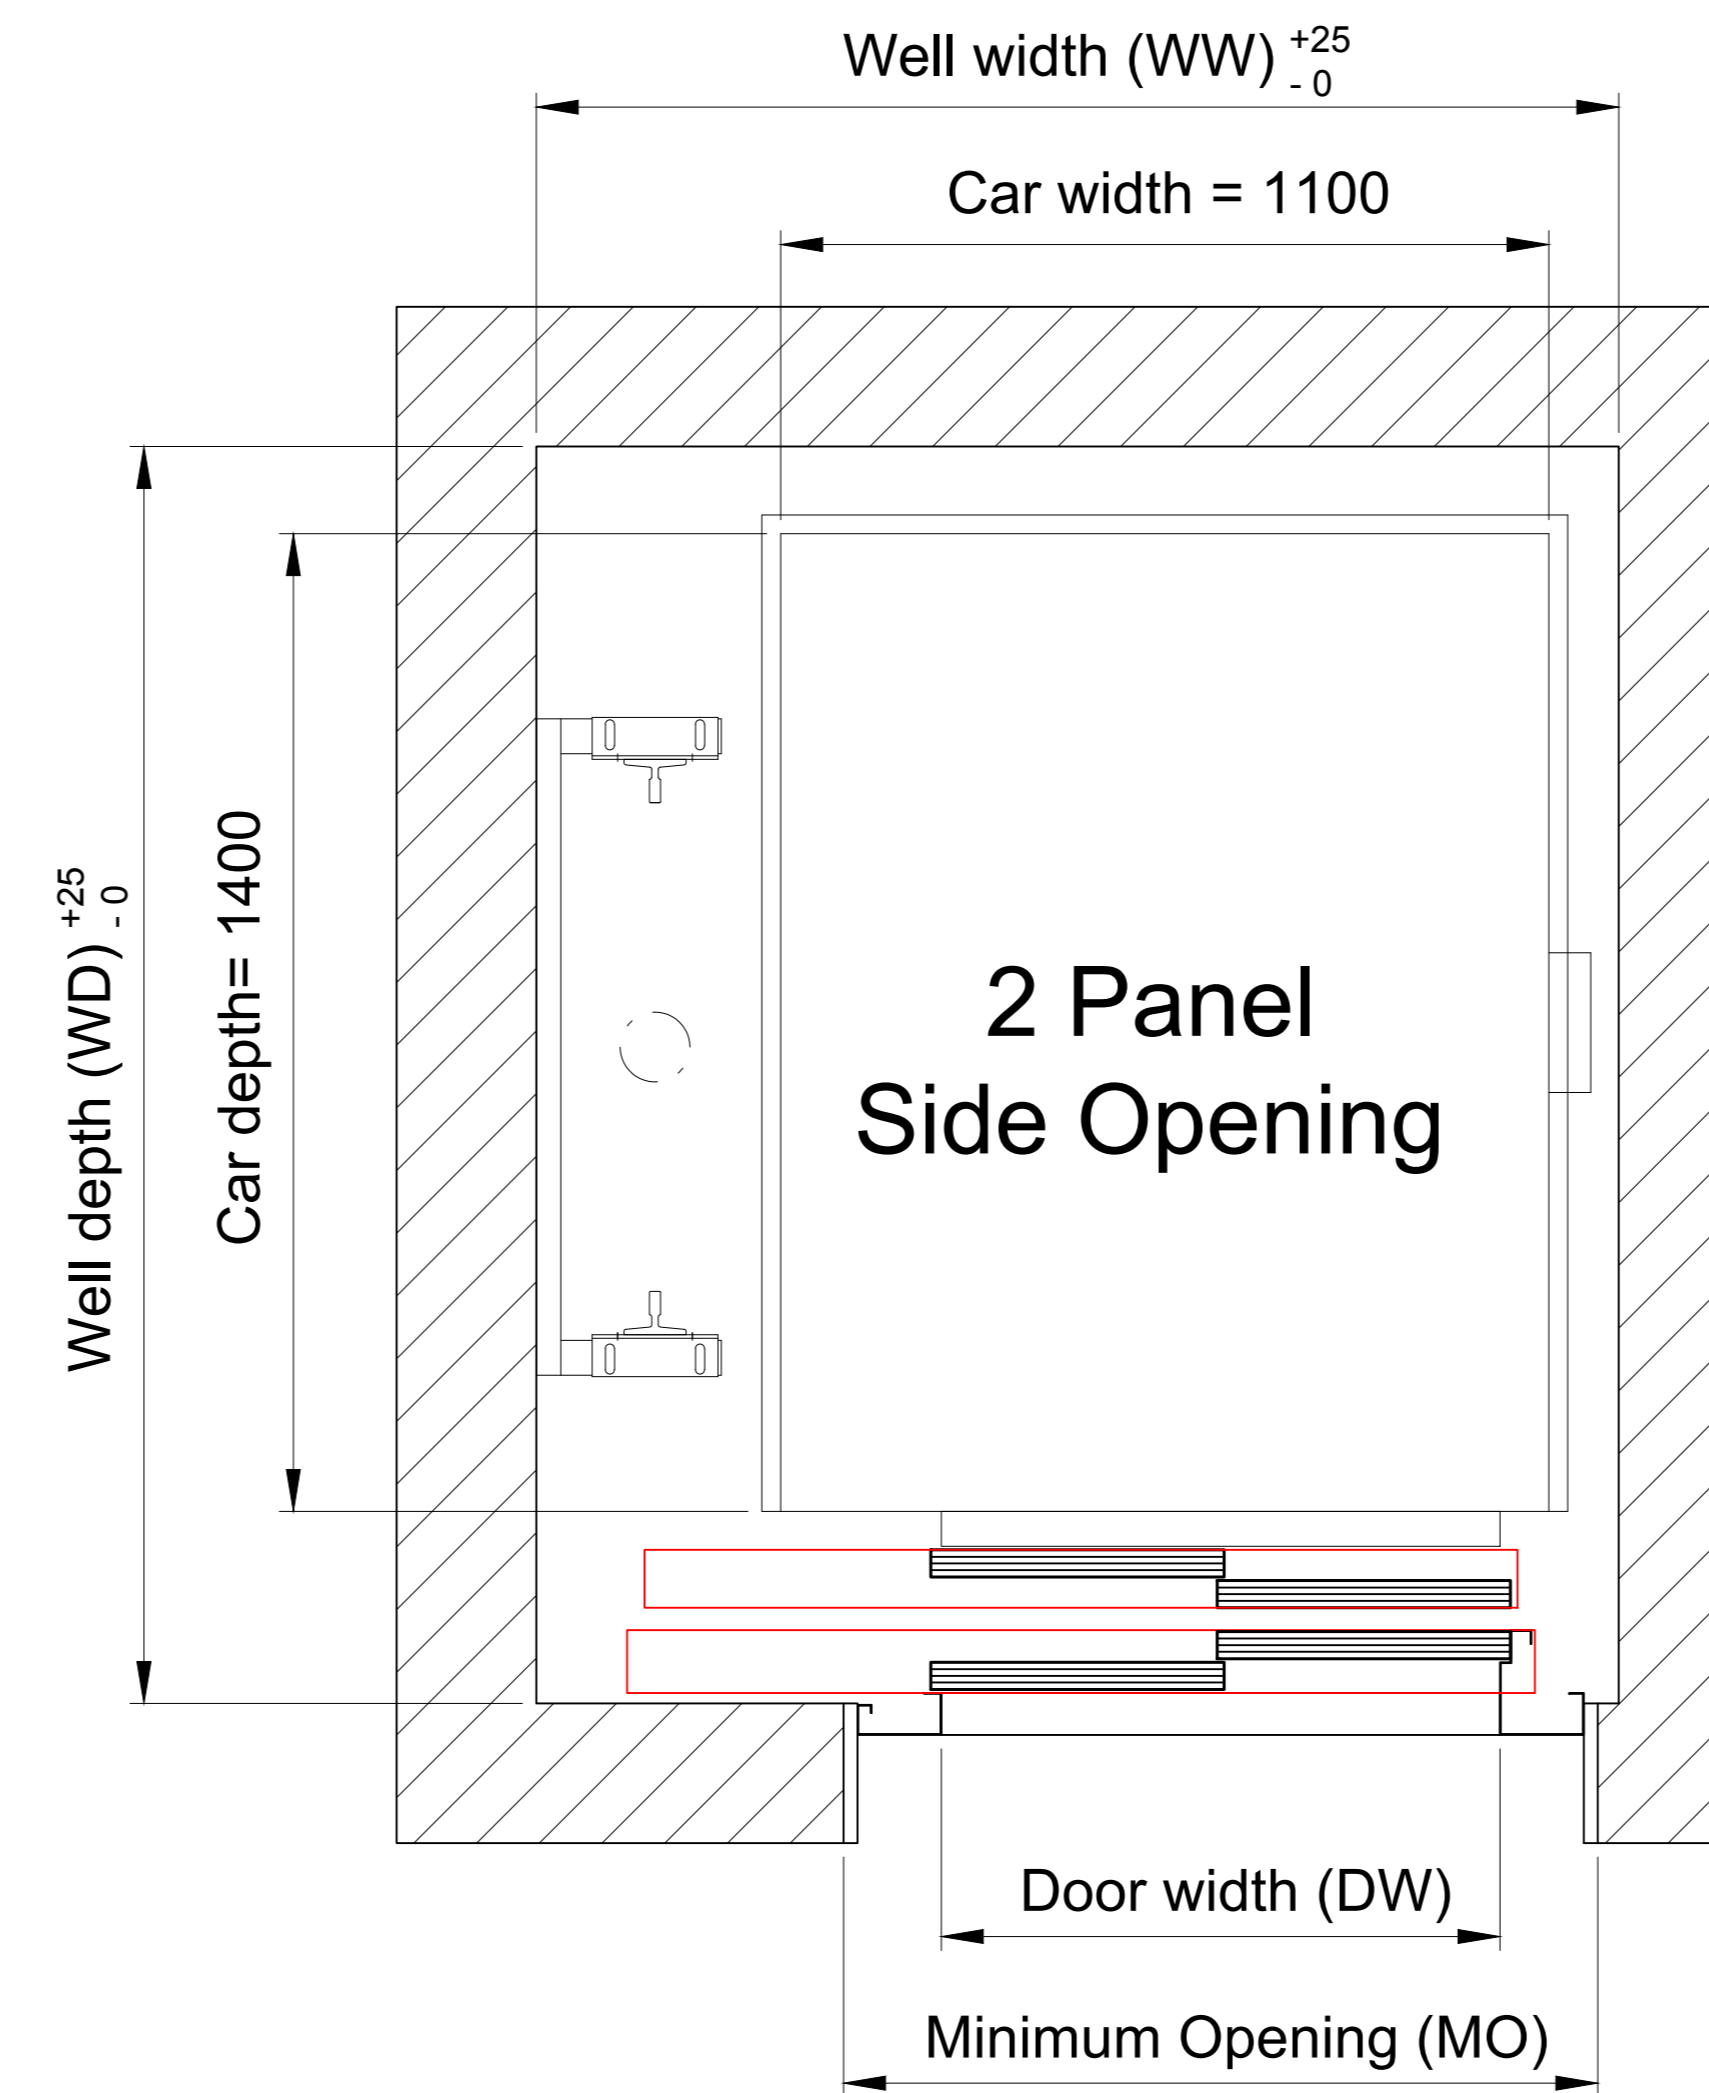 Well width (WW) +25
- 0
Car width = 1100
Well depth (WD) +25
- 0
Car depth= 1400
2 Panel
Side Opening
Door width (DW)
Minimum Opening (MO)